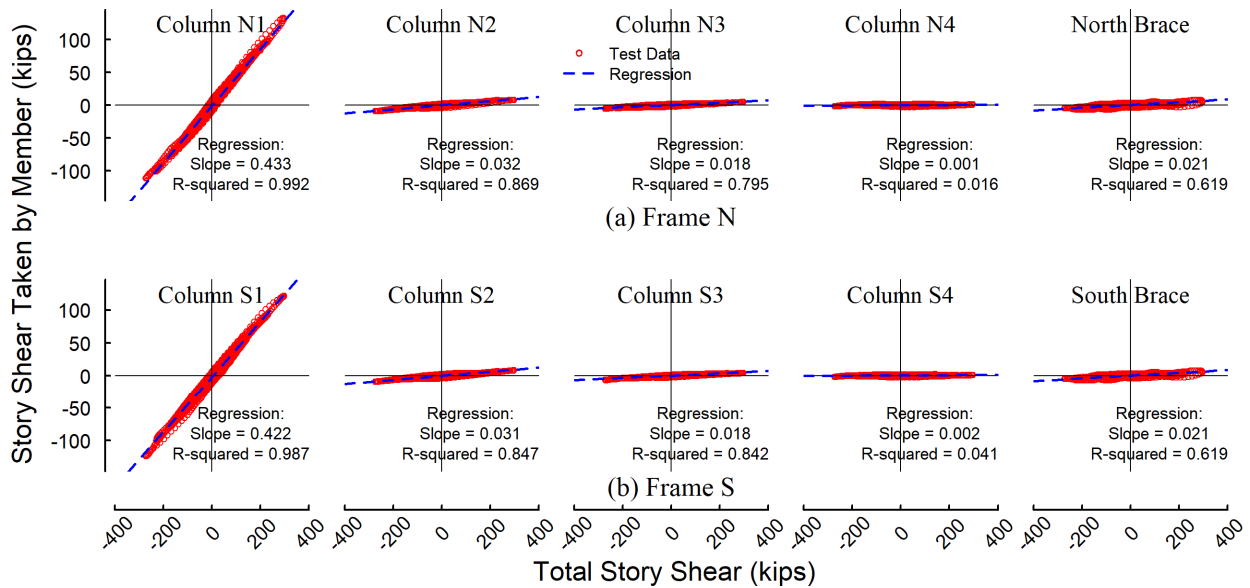 Story Shear Taken by Member (kips)
Column N1
Column N2
Column N3
Column N4
North Brace
100
50
0
-50
-100
Test Data
Regression
Regression:
Slope = 0.433
R-squared = 0.992
Regression:
Slope = 0.032
R-squared = 0.869
Regression:
Slope = 0.018
R-squared = 0.795
Regression:
Slope = 0.001
R-squared = 0.016
Regression:
Slope = 0.021
R-squared = 0.619
(a) Frame N
Column S1
Column S2
Column S3
Column S4
South Brace
100
50
0
-50
-100
Regression:
Slope = 0.422
R-squared = 0.987
Regression:
Slope = 0.031
R-squared = 0.847
Regression:
Slope = 0.018
R-squared = 0.842
Regression:
Slope = 0.002
R-squared = 0.041
Regression:
Slope = 0.021
R-squared = 0.619
(b) Frame S
-400 -200 0 200 400
-400 -200 0 200 400
-400 -200 0 200 400
-400 -200 0 200 400
-400 -200 0 200 400
Total Story Shear (kips)